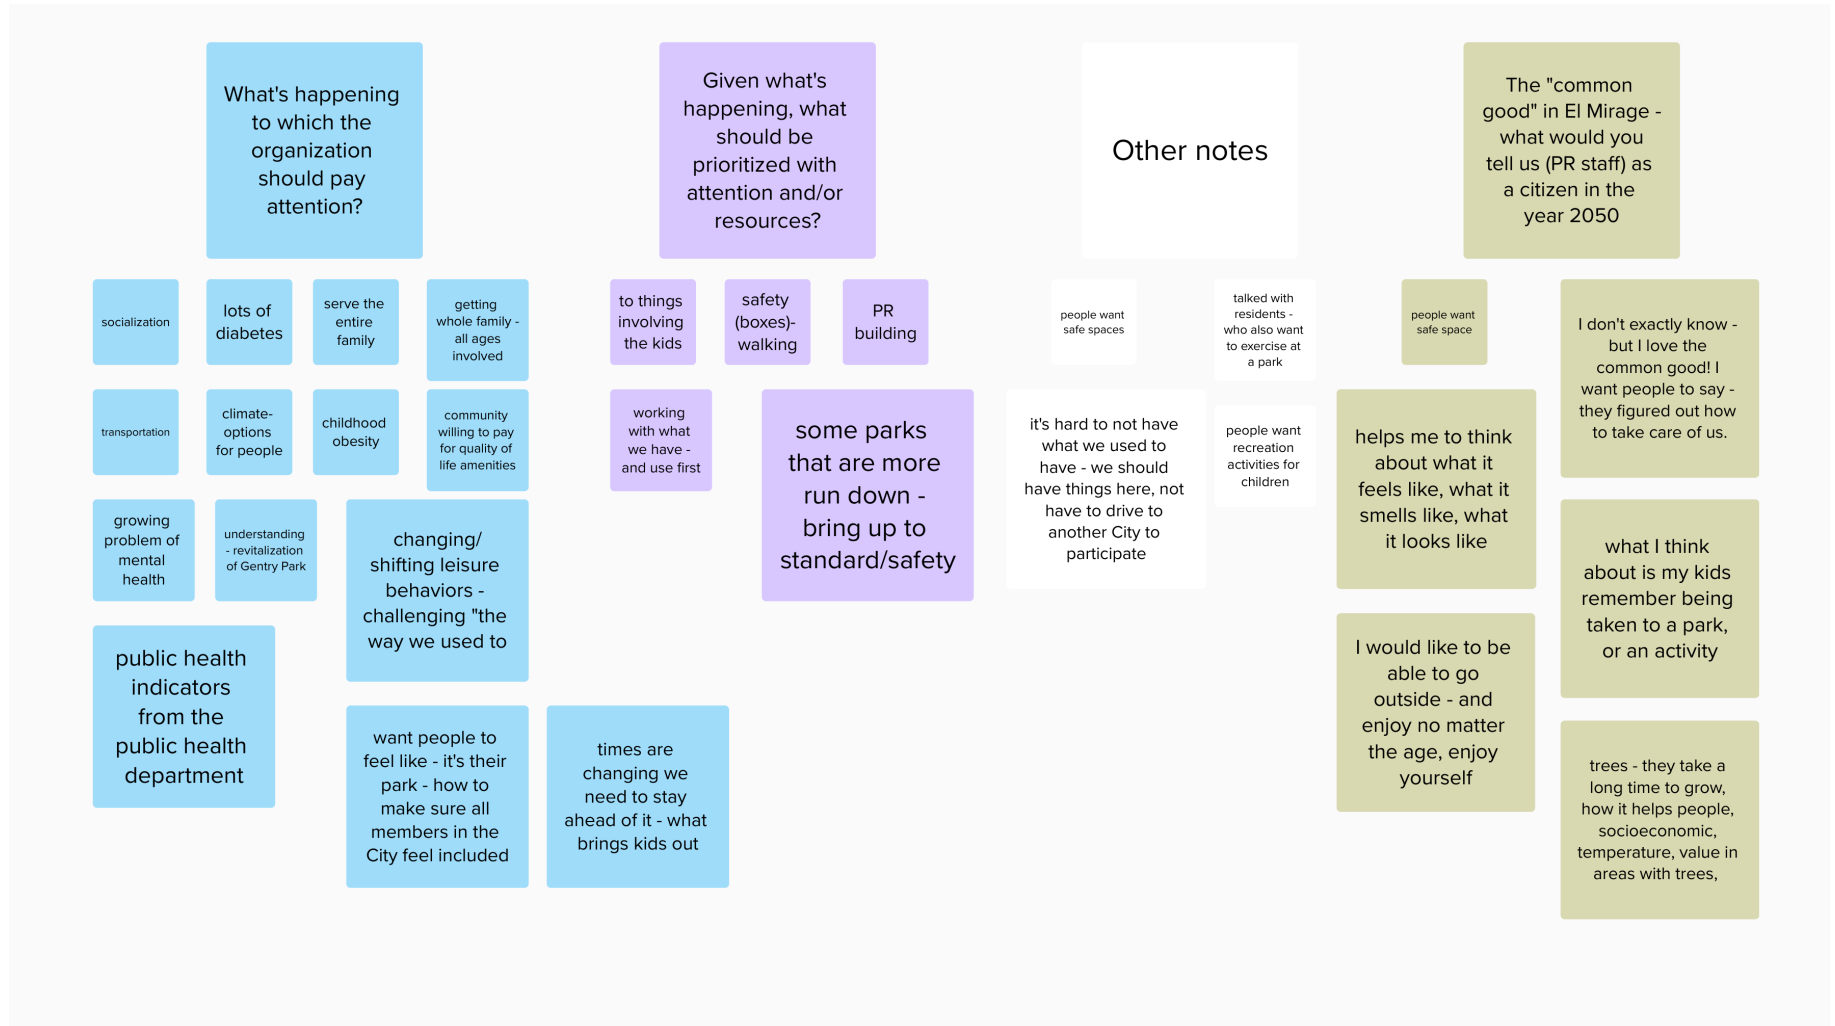 What's happening
to which the
organization
should pay
attention?
socialization
lots of
diabetes
serve the
entire
family
getting
whole family -
all ages
involved
transportation
climate-
options
for people
childhood
obesity
community
willing to pay
for quality of
life amenities
growing
problem of
mental
health
understanding
- revitalization
of Gentry Park
changing/
shifting leisure
behaviors -
challenging "the
way we used to
public health
indicators
from the
public health
department
want people to
feel like - it's their
park - how to
make sure all
members in the
City feel included
times are
changing we
need to stay
ahead of it - what
brings kids out
Given what's
happening, what
should be
prioritized with
attention and/or
resources?
to things
involving
the kids
safety
(boxes)-
walking
PR
building
working
with what
we have -
and use first
some parks
that are more
run down -
bring up to
standard/safety
Other notes
people want
safe spaces
talked with
residents -
who also want
to exercise at
a park
it's hard to not have
what we used to
have - we should
have things here, not
have to drive to
another City to
participate
people want
recreation
activities for
children
The "common
good" in El Mirage -
what would you
tell us (PR staff) as
a citizen in the
year 2050
people want
safe space
I don't exactly know -
but I love the
common good! I
want people to say -
they figured out how
to take care of us.
helps me to think
about what it
feels like, what it
smells like, what
it looks like
what I think
about is my kids
remember being
taken to a park,
or an activity
I would like to be
able to go
outside - and
enjoy no matter
the age, enjoy
yourself
trees - they take a
long time to grow,
how it helps people,
socioeconomic,
temperature, value in
areas with trees,